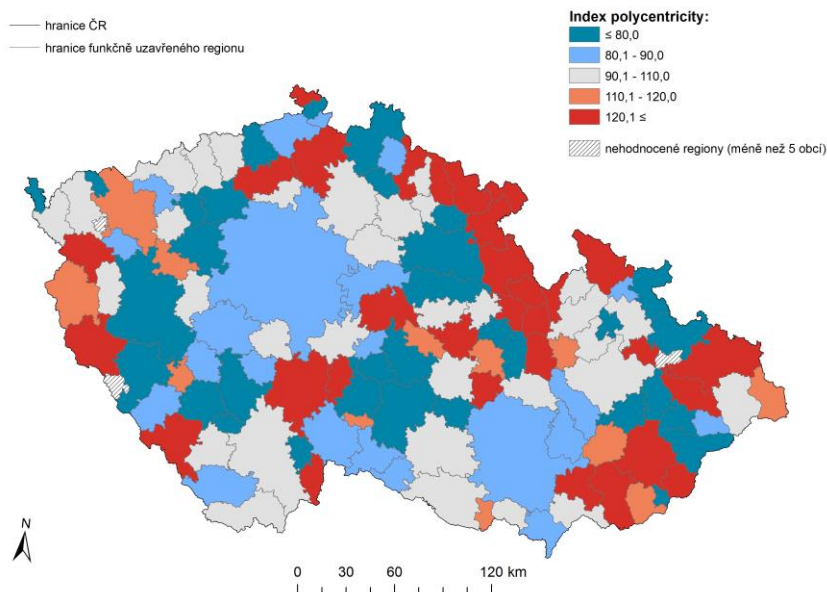 hranice ČR
hranice funkčně uzavřeného regionu
Index polycentricity:
≤ 80,0
80,1 - 90,0
90,1 - 110,0
110,1 - 120,0
120,1 ≤
nehodnocené regiony (méně než 5 obcí)
N
0 30 60 120 km